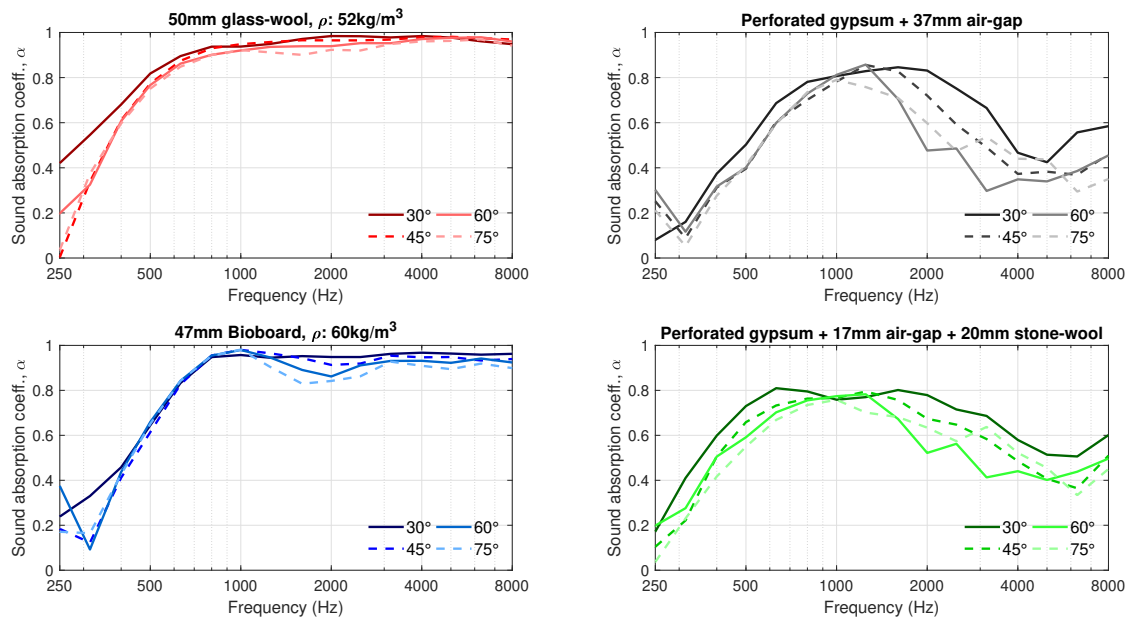 50mm glass-wool, ρ: 52kg/m³
Sound absorption coeff., α
1
0.8
0.6
0.4
0.2
0
30° 60°
45° 75°
250 500 1000 2000 4000 8000
Frequency (Hz)
Perforated gypsum + 37mm air-gap
Sound absorption coeff., α
1
0.8
0.6
0.4
0.2
0
30° 60°
45° 75°
250 500 1000 2000 4000 8000
Frequency (Hz)
47mm Bioboard, ρ: 60kg/m³
Sound absorption coeff., α
1
0.8
0.6
0.4
0.2
0
30° 60°
45° 75°
250 500 1000 2000 4000 8000
Frequency (Hz)
Perforated gypsum + 17mm air-gap + 20mm stone-wool
Sound absorption coeff., α
1
0.8
0.6
0.4
0.2
0
30° 60°
45° 75°
250 500 1000 2000 4000 8000
Frequency (Hz)